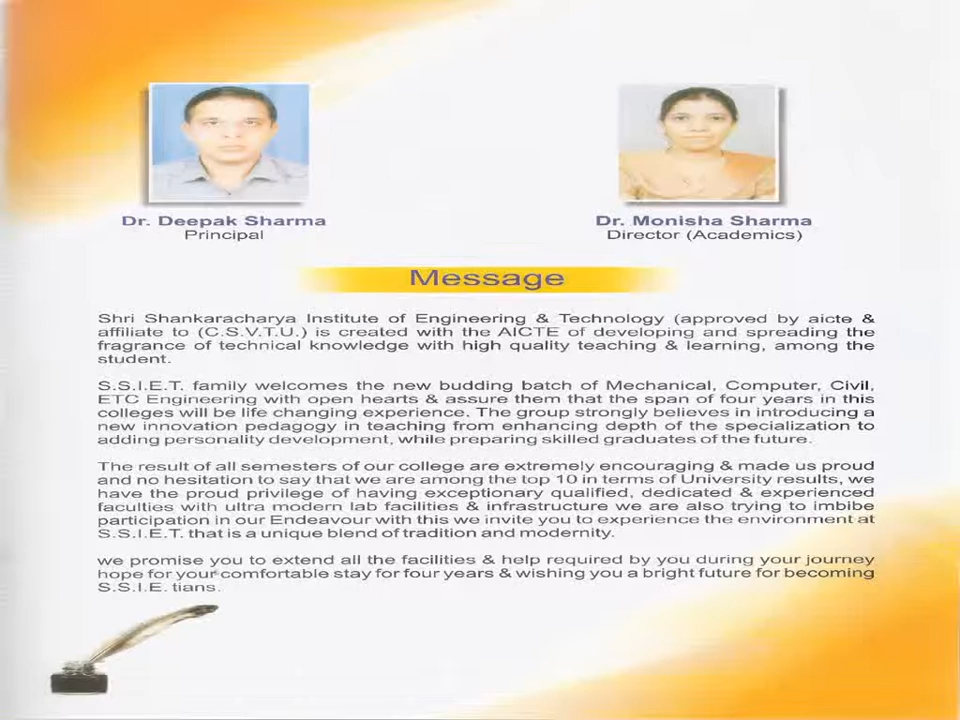 Dr. Deepak Sharma
Principal
Dr. Monisha Sharma
Director (Academics)
Message
Shri Shankaracharya Institute of Engineering & Technology (approved by aicte &
affiliate to (C.S.V.T.U.) is created with the AICTE of developing and spreading the
fragrance of technical knowledge with high quality teaching & learning, among the
student.
S.S.I.E.T. family welcomes the new budding batch of Mechanical, Computer, Civil,
ETC Engineering with open hearts & assure them that the span of four years in this
colleges will be life changing experience. The group strongly believes in introducing a
new innovation pedagogy in teaching from enhancing depth of the specialization to
adding personality development, while preparing skilled graduates of the future.
The result of all semesters of our college are extremely encouraging & made us proud
and no hesitation to say that we are among the top 10 in terms of University results, we
have the proud privilege of having exceptionary qualified, dedicated & experienced
faculties with ultra modern lab facilities & infrastructure we are also trying to imbibe
participation in our Endeavour with this we invite you to experience the environment at
S.S.I.E.T. that is a unique blend of tradition and modernity.
we promise you to extend all the facilities & help required by you during your journey
hope for your comfortable stay for four years & wishing you a bright future for becoming
S.S.I.E. tians.